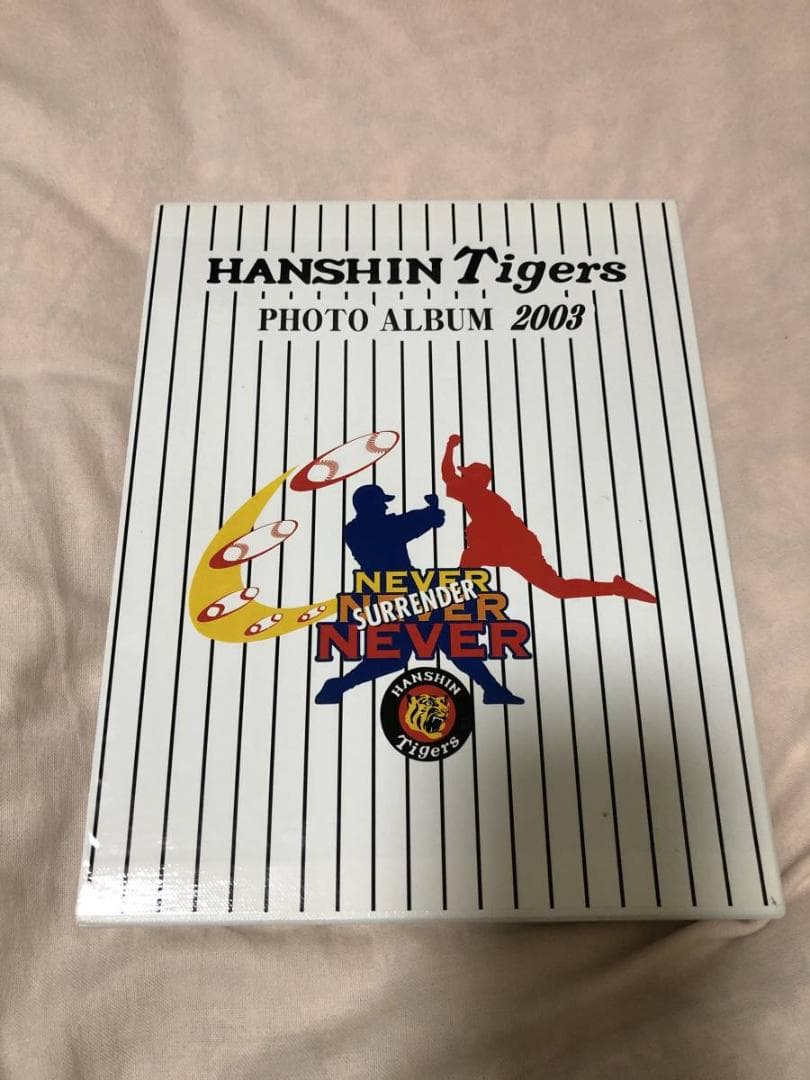 HANSHIN Tigers
PHOTO ALBUM 2003
NEVER
NEVER
SURRENDER
NEVER
HANSHIN
Tigers